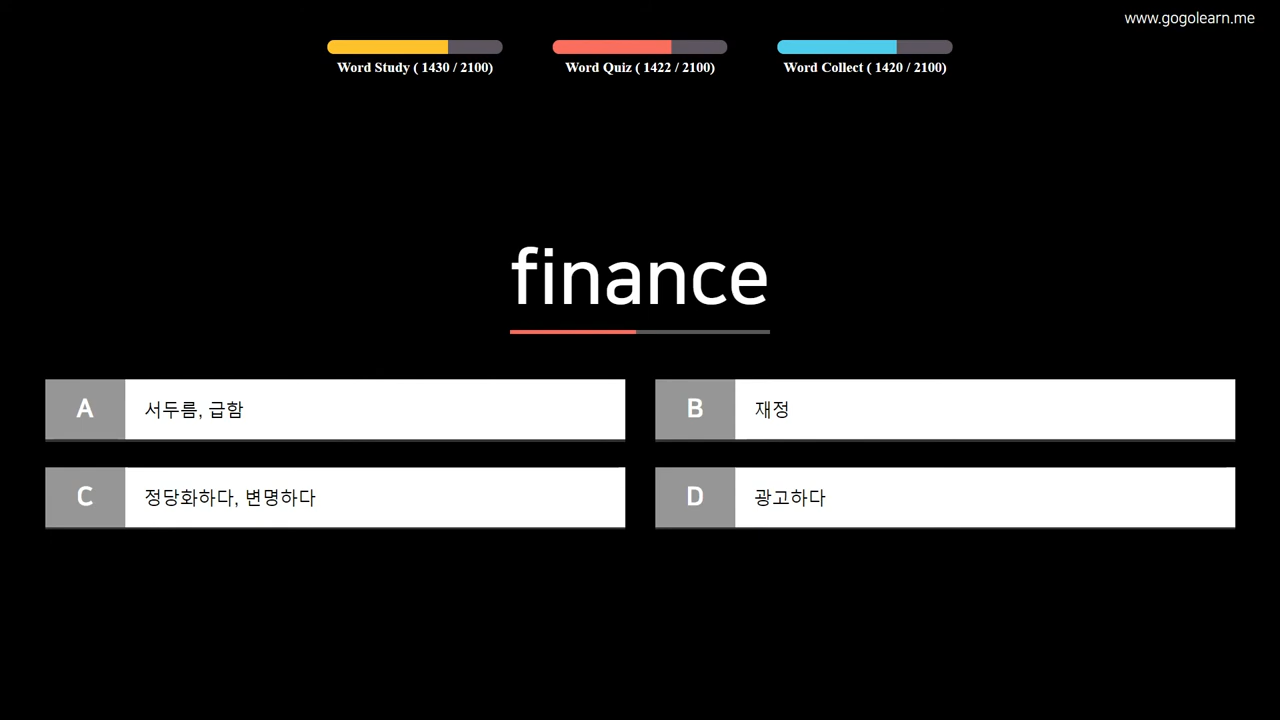 www.gogolearn.me
Word Study ( 1430 / 2100)
Word Quiz ( 1422 / 2100)
Word Collect ( 1420 / 2100)
finance
A 서두름, 급함
B 재정
C 정당화하다, 변명하다
D 광고하다